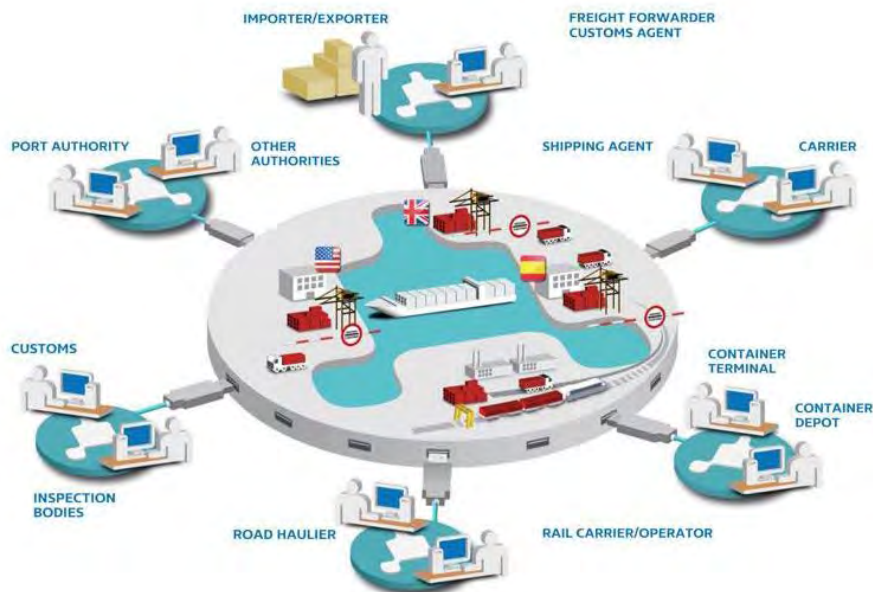 IMPORTER/EXPORTER
FREIGHT FORWARDER
CUSTOMS AGENT
PORT AUTHORITY
OTHER
AUTHORITIES
SHIPPING AGENT
CARRIER
CUSTOMS
CONTAINER
TERMINAL
CONTAINER
DEPOT
INSPECTION
BODIES
ROAD HAULIER
RAIL CARRIER/OPERATOR